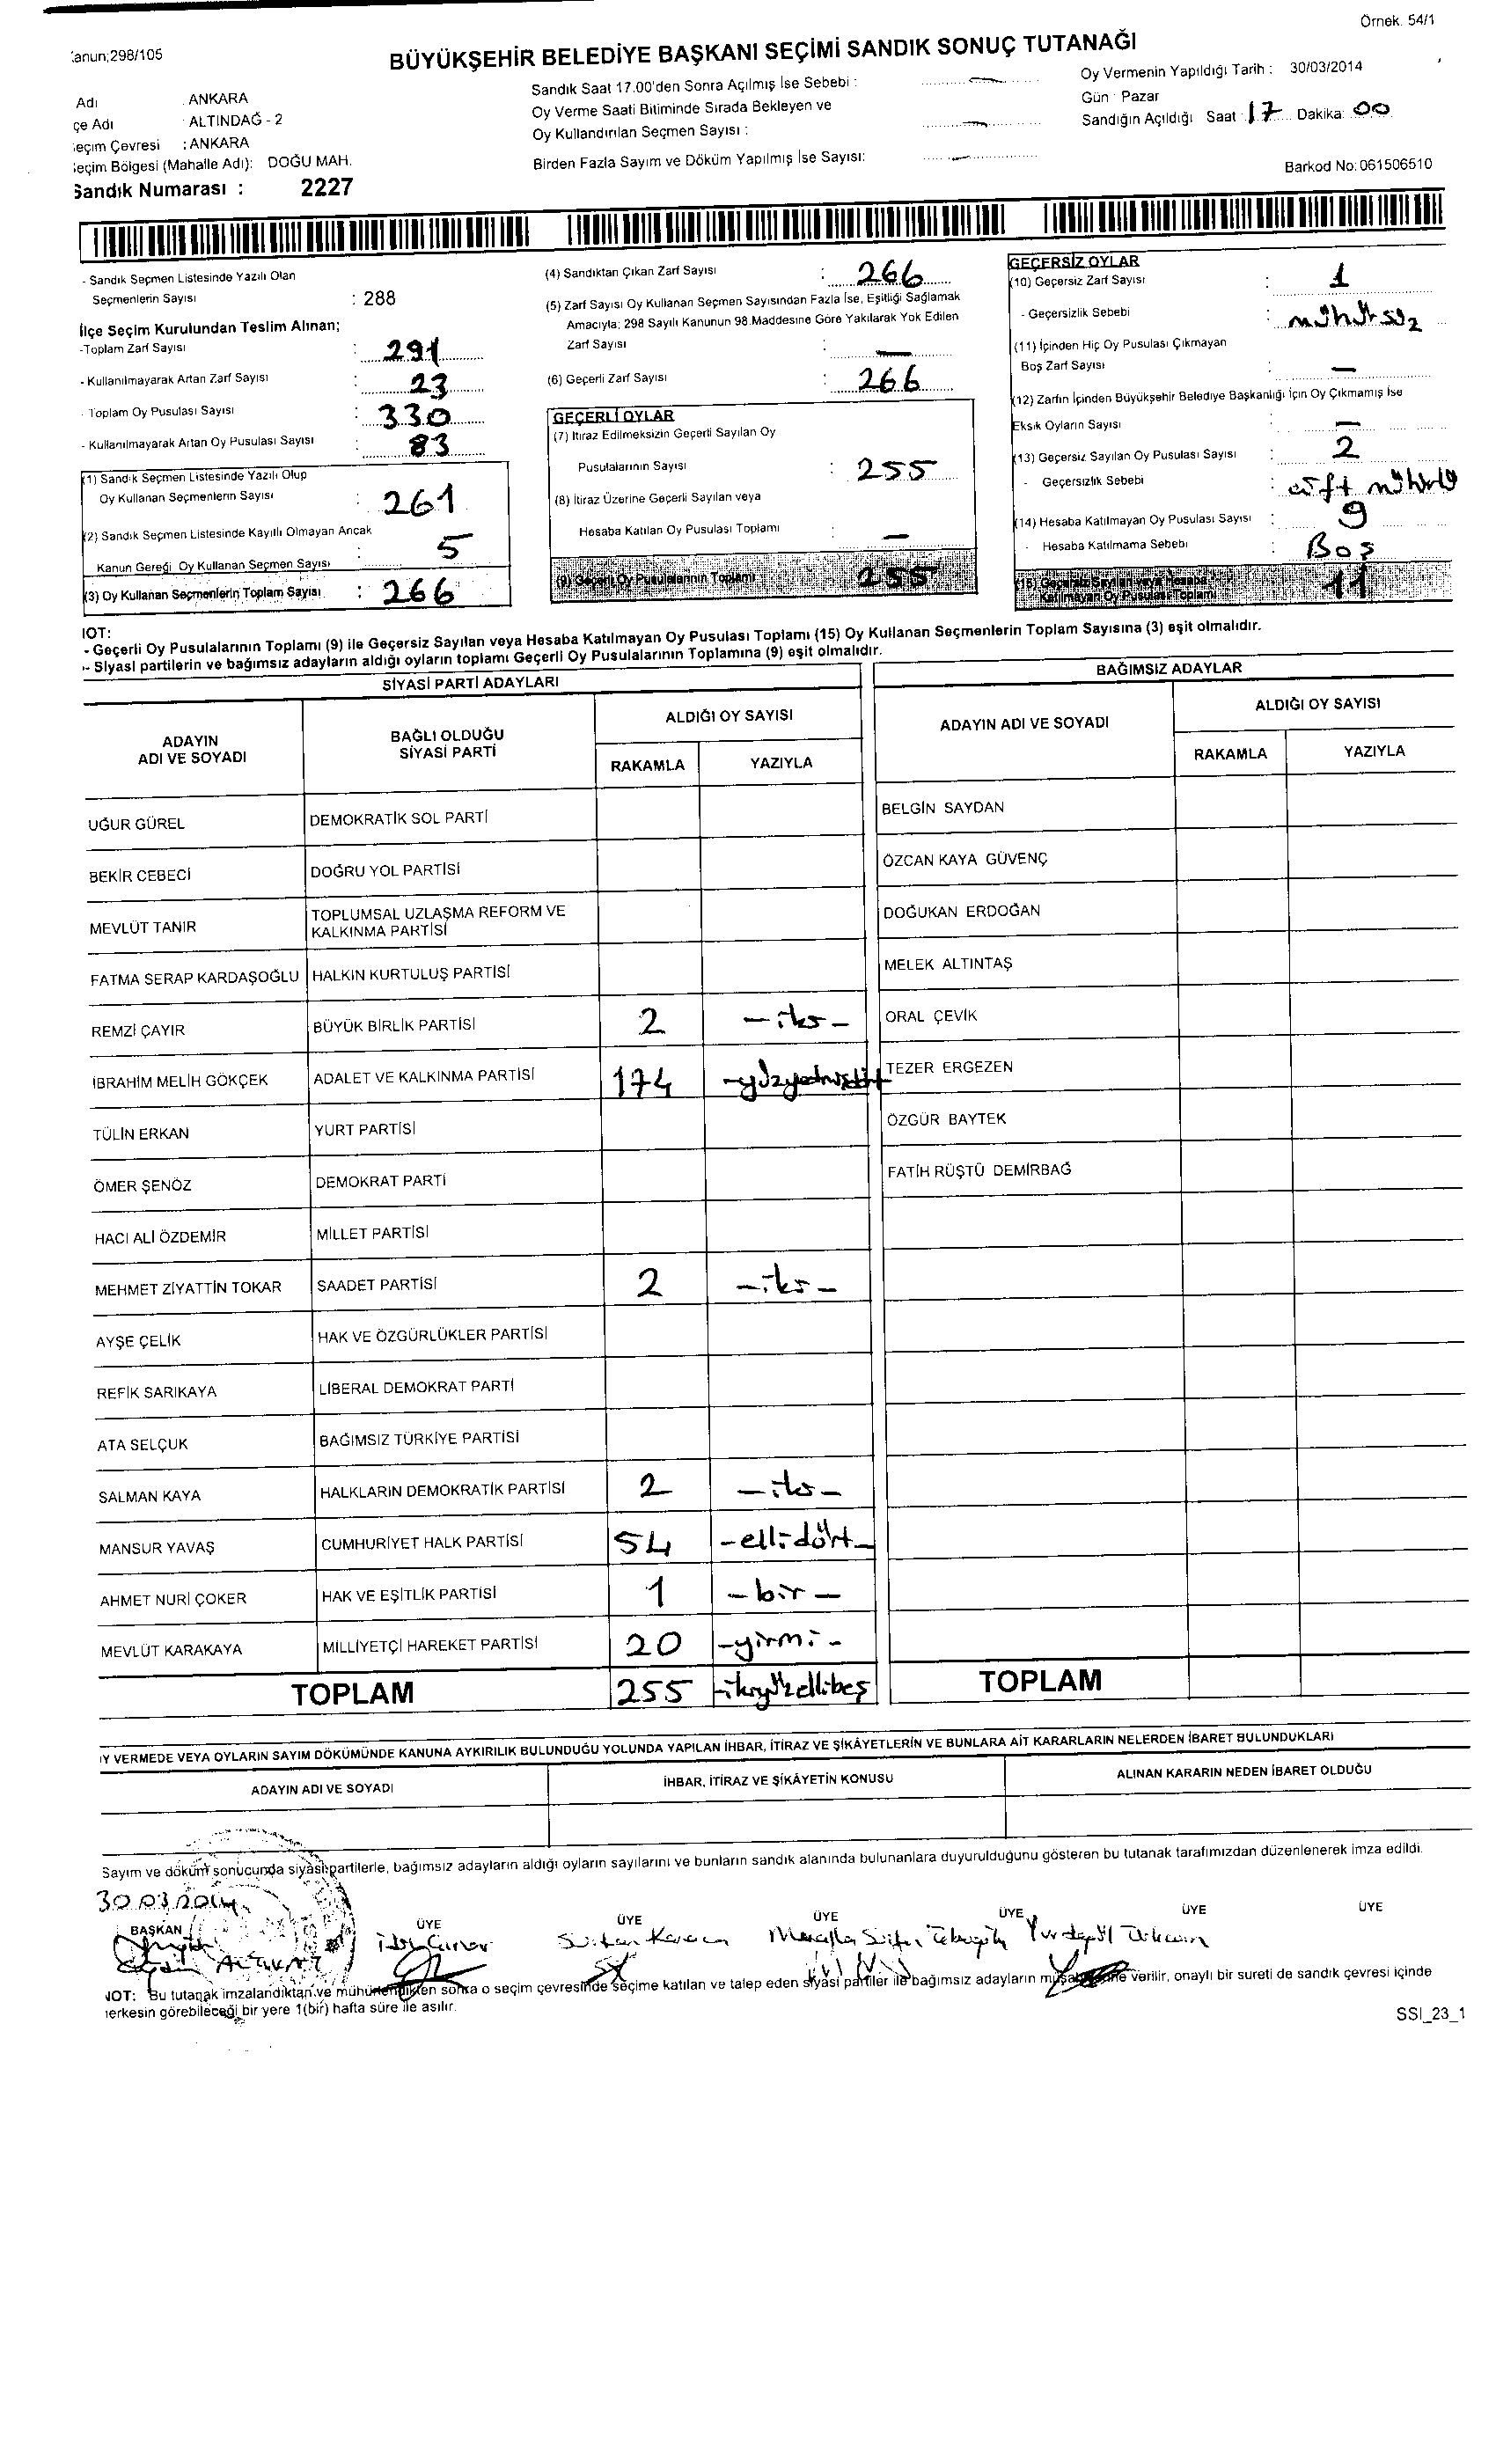 Örnek. 54/1
anun;298/105
BÜYÜKŞEHİR BELEDİYE BAŞKANI SEÇİMİ SANDIK SONUÇ TUTANAĞI
Adı : ANKARA
çe Adı : ALTINDAĞ - 2
eçim Çevresi : ANKARA
eçim Bölgesi (Mahalle Adı): DOĞU MAH.
Sandık Numarası : 2227
Sandık Saat 17.00'den Sonra Açılmış İse Sebebi : —
Oy Verme Saati Bitiminde Sırada Bekleyen ve
Oy Kullandırılan Seçmen Sayısı : —
Birden Fazla Sayım ve Döküm Yapılmış İse Sayısı: —
Oy Vermenin Yapıldığı Tarih : 30/03/2014
Gün : Pazar
Sandığın Açıldığı Saat : 17 Dakika: 00
Barkod No: 061506510
- Sandık Seçmen Listesinde Yazılı Olan
Seçmenlerin Sayısı : 288
İlçe Seçim Kurulundan Teslim Alınan;
-Toplam Zarf Sayısı : 291
- Kullanılmayarak Artan Zarf Sayısı : 23
- Toplam Oy Pusulası Sayısı : 330
- Kullanılmayarak Artan Oy Pusulası Sayısı : 83
(1) Sandık Seçmen Listesinde Yazılı Olup
Oy Kullanan Seçmenlerin Sayısı : 261
(2) Sandık Seçmen Listesinde Kayıtlı Olmayan Ancak
Kanun Gereği Oy Kullanan Seçmen Sayısı : 5
(3) Oy Kullanan Seçmenlerin Toplam Sayısı : 266
(4) Sandıktan Çıkan Zarf Sayısı : 266
(5) Zarf Sayısı Oy Kullanan Seçmen Sayısından Fazla İse, Eşitliği Sağlamak
Amacıyla; 298 Sayılı Kanunun 98.Maddesine Göre Yakılarak Yok Edilen
Zarf Sayısı : —
(6) Geçerli Zarf Sayısı : 266
GEÇERLİ OYLAR
(7) İtiraz Edilmeksizin Geçerli Sayılan Oy
Pusulalarının Sayısı : 255
(8) İtiraz Üzerine Geçerli Sayılan veya
Hesaba Katılan Oy Pusulası Toplamı : —
(9) Geçerli Oy Pusulalarının Toplamı 255
GEÇERSİZ OYLAR
(10) Geçersiz Zarf Sayısı : 1
- Geçersizlik Sebebi : mühürsüz
(11) İçinden Hiç Oy Pusulası Çıkmayan
Boş Zarf Sayısı : —
(12) Zarfın İçinden Büyükşehir Belediye Başkanlığı İçin Oy Çıkmamış İse
Eksik Oyların Sayısı : —
(13) Geçersiz Sayılan Oy Pusulası Sayısı : 2
- Geçersizlik Sebebi : çift mühürlü
(14) Hesaba Katılmayan Oy Pusulası Sayısı : 9
- Hesaba Katılmama Sebebi : Boş
(15) Geçersiz Sayılan veya Hesaba
Katılmayan Oy Pusulası Toplamı 11
IOT:
- Geçerli Oy Pusulalarının Toplamı (9) ile Geçersiz Sayılan veya Hesaba Katılmayan Oy Pusulası Toplamı (15) Oy Kullanan Seçmenlerin Toplam Sayısına (3) eşit olmalıdır.
- Siyasi partilerin ve bağımsız adayların aldığı oyların toplamı Geçerli Oy Pusulalarının Toplamına (9) eşit olmalıdır.
SİYASİ PARTİ ADAYLARI
ADAYIN ADI VE SOYADI
BAĞLI OLDUĞU SİYASİ PARTİ
ALDIĞI OY SAYISI
RAKAMLA YAZIYLA
UĞUR GÜREL DEMOKRATİK SOL PARTİ
BEKİR CEBECİ DOĞRU YOL PARTİSİ
MEVLÜT TANIR TOPLUMSAL UZLAŞMA REFORM VE KALKINMA PARTİSİ
FATMA SERAP KARDAŞOĞLU HALKIN KURTULUŞ PARTİSİ
REMZİ ÇAYIR BÜYÜK BİRLİK PARTİSİ 2 – iki –
İBRAHİM MELİH GÖKÇEK ADALET VE KALKINMA PARTİSİ 174 – yüzyetmişdört
TÜLİN ERKAN YURT PARTİSİ
ÖMER ŞENÖZ DEMOKRAT PARTİ
HACI ALİ ÖZDEMİR MİLLET PARTİSİ
MEHMET ZİYATTİN TOKAR SAADET PARTİSİ 2 – iki –
AYŞE ÇELİK HAK VE ÖZGÜRLÜKLER PARTİSİ
REFİK SARIKAYA LİBERAL DEMOKRAT PARTİ
ATA SELÇUK BAĞIMSIZ TÜRKİYE PARTİSİ
SALMAN KAYA HALKLARIN DEMOKRATİK PARTİSİ 2 – iki –
MANSUR YAVAŞ CUMHURİYET HALK PARTİSİ 54 – ellidört –
AHMET NURİ ÇOKER HAK VE EŞİTLİK PARTİSİ 1 – bir –
MEVLÜT KARAKAYA MİLLİYETÇİ HAREKET PARTİSİ 20 – yirmi –
TOPLAM 255 – ikiyüzellibeş
BAĞIMSIZ ADAYLAR
ADAYIN ADI VE SOYADI
ALDIĞI OY SAYISI
RAKAMLA YAZIYLA
BELGİN SAYDAN
ÖZCAN KAYA GÜVENÇ
DOĞUKAN ERDOĞAN
MELEK ALTINTAŞ
ORAL ÇEVİK
TEZER ERGEZEN
ÖZGÜR BAYTEK
FATİH RÜŞTÜ DEMİRBAĞ
TOPLAM
IY VERMEDE VEYA OYLARIN SAYIM DÖKÜMÜNDE KANUNA AYKIRILIK BULUNDUĞU YOLUNDA YAPILAN İHBAR, İTİRAZ VE ŞİKÂYETLERİN VE BUNLARA AİT KARARLARIN NELERDEN İBARET BULUNDUKLARI
ADAYIN ADI VE SOYADI İHBAR, İTİRAZ VE ŞİKÂYETİN KONUSU ALINAN KARARIN NEDEN İBARET OLDUĞU
Sayım ve döküm sonucunda siyasi partilerle, bağımsız adayların aldığı oyların sayılarını ve bunların sandık alanında bulunanlara duyurulduğunu gösteren bu tutanak tarafımızdan düzenlenerek imza edildi.
30.03.2014
BAŞKAN ÜYE ÜYE ÜYE ÜYE ÜYE ÜYE
Sultan Karaca
IOT: Bu tutanak imzalandıktan ve mühürlendikten sonra o seçim çevresinde seçime katılan ve talep eden siyasi partiler ile bağımsız adayların verilir, onaylı bir sureti de sandık çevresi içinde
erkesin görebileceği bir yere 1(bir) hafta süre ile asılır.
SSI_23_1